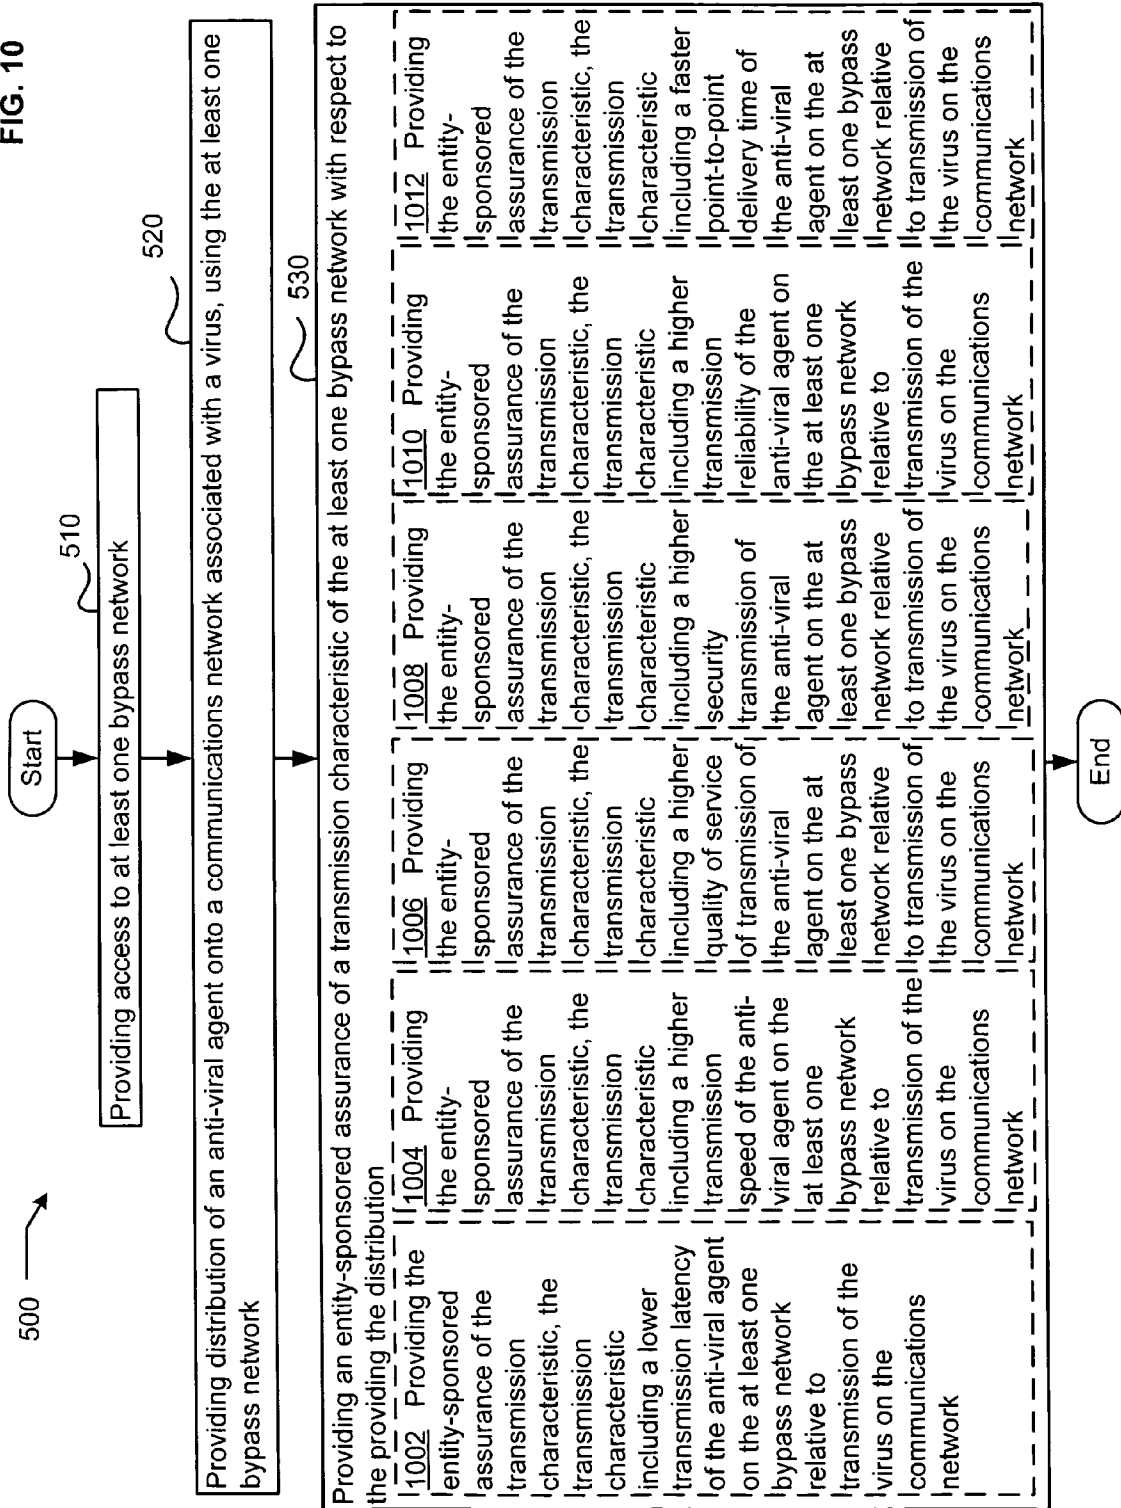 FIG. 10
500
Start
510
Providing access to at least one bypass network
520
Providing distribution of an anti-viral agent onto a communications network associated with a virus, using the at least one
bypass network
530
Providing an entity-sponsored assurance of a transmission characteristic of the at least one bypass network with respect to
the providing the distribution
1002 Providing the
entity-sponsored
assurance of the
transmission
characteristic, the
transmission
characteristic
including a lower
transmission latency
of the anti-viral agent
on the at least one
bypass network
relative to
transmission of the
virus on the
communications
network
1004 Providing
the entity-
sponsored
assurance of the
transmission
characteristic, the
transmission
characteristic
including a higher
transmission
speed of the anti-
viral agent on the
at least one
bypass network
relative to
transmission of the
virus on the
communications
network
1006 Providing
the entity-
sponsored
assurance of the
transmission
characteristic, the
transmission
characteristic
including a higher
quality of service
of transmission of
the anti-viral
agent on the at
least one bypass
network relative
to transmission of
the virus on the
communications
network
1008 Providing
the entity-
sponsored
assurance of the
transmission
characteristic, the
transmission
characteristic
including a higher
security
transmission of
the anti-viral
agent on the at
least one bypass
network relative
to transmission of
the virus on the
communications
network
1010 Providing
the entity-
sponsored
assurance of the
transmission
characteristic, the
transmission
characteristic
including a higher
transmission
reliability of the
anti-viral agent on
the at least one
bypass network
relative to
transmission of the
virus on the
communications
network
1012 Providing
the entity-
sponsored
assurance of the
transmission
characteristic, the
transmission
characteristic
including a faster
point-to-point
delivery time of
the anti-viral
agent on the at
least one bypass
network relative
to transmission of
the virus on the
communications
network
End